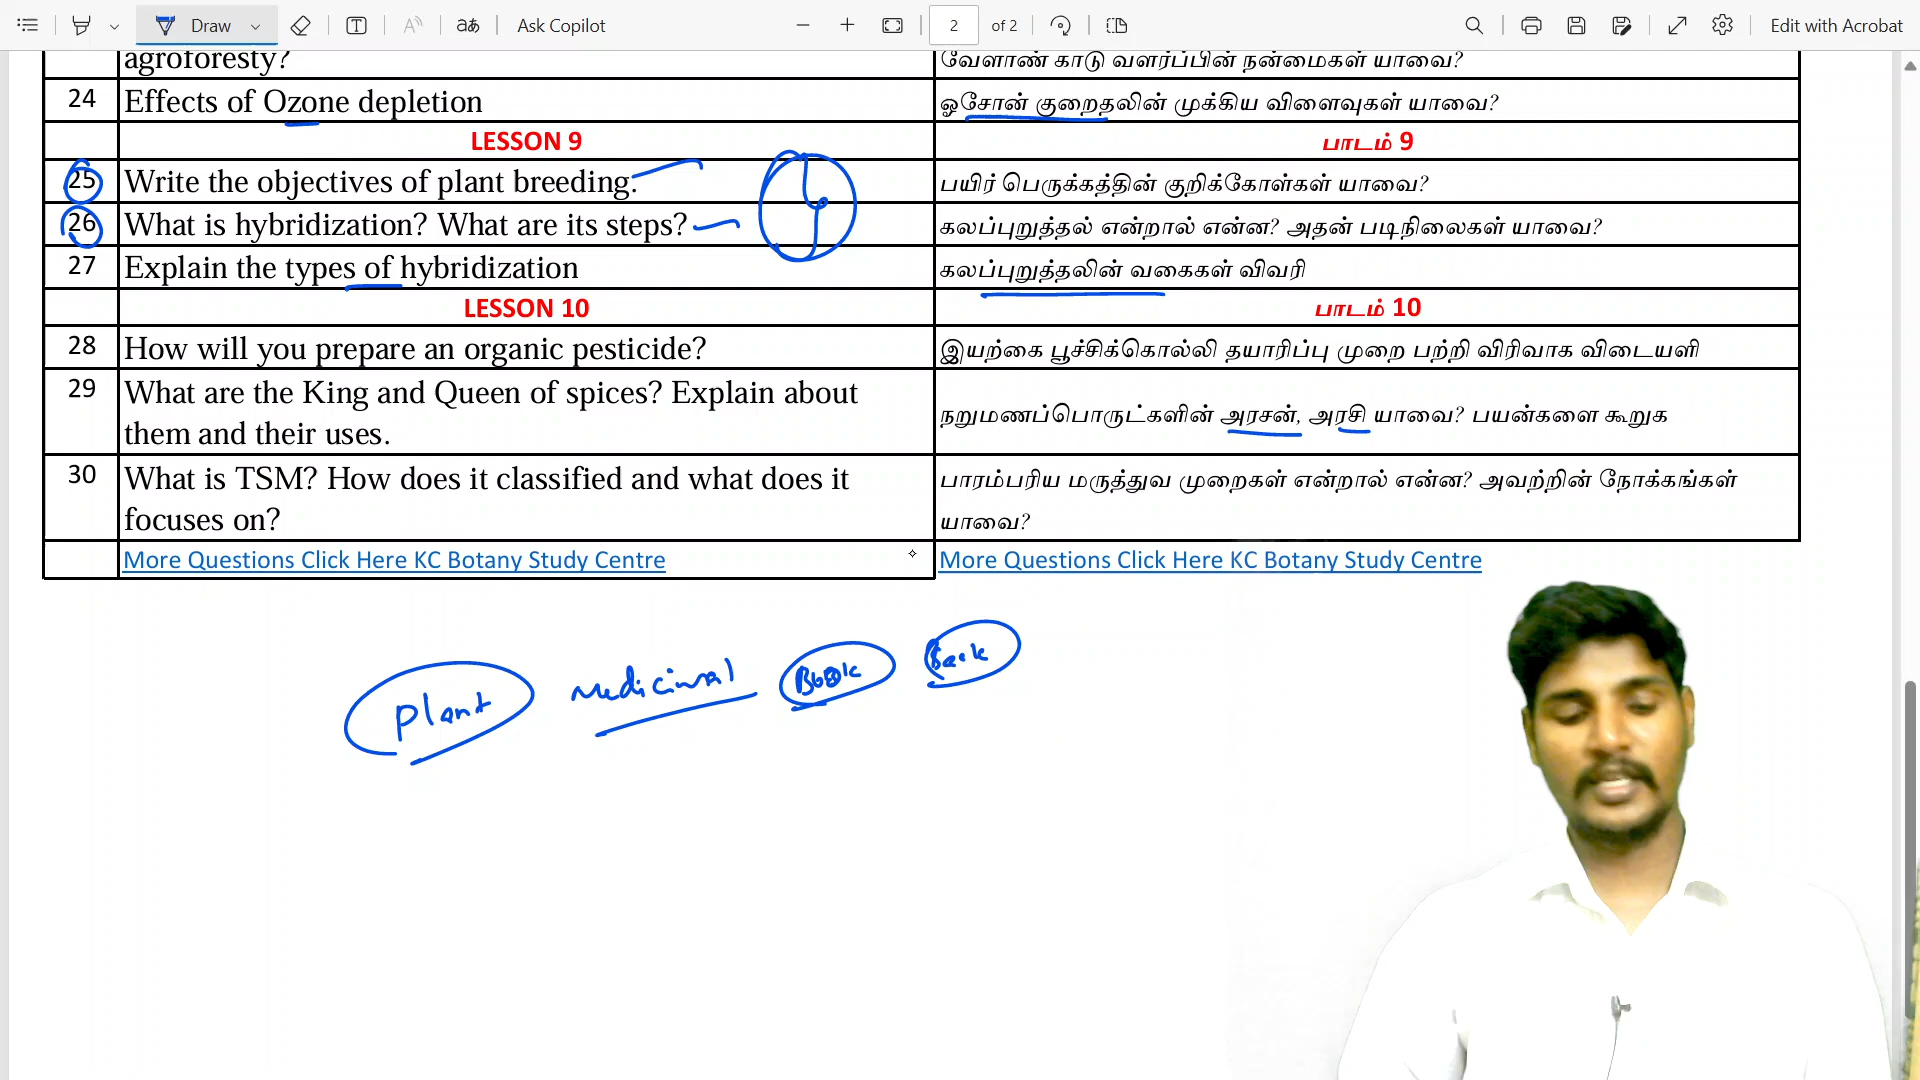 Draw
Ask Copilot
2
of 2
Edit with Acrobat
agroforesty?
வேளாண் காடு வளர்ப்பின் நன்மைகள் யாவை?
24
Effects of Ozone depletion
ஓசோன் குறைதலின் முக்கிய விளைவுகள் யாவை?
LESSON 9
பாடம் 9
25
Write the objectives of plant breeding.
பயிர் பெருக்கத்தின் குறிக்கோள்கள் யாவை?
26
What is hybridization? What are its steps?
கலப்புறுத்தல் என்றால் என்ன? அதன் படிநிலைகள் யாவை?
27
Explain the types of hybridization
கலப்புறுத்தலின் வகைகள் விவரி
LESSON 10
பாடம் 10
28
How will you prepare an organic pesticide?
இயற்கை பூச்சிக்கொல்லி தயாரிப்பு முறை பற்றி விரிவாக விடையளி
29
What are the King and Queen of spices? Explain about
them and their uses.
நறுமணப்பொருட்களின் அரசன், அரசி யாவை? பயன்களை கூறுக
30
What is TSM? How does it classified and what does it
focuses on?
பாரம்பரிய மருத்துவ முறைகள் என்றால் என்ன? அவற்றின் நோக்கங்கள்
யாவை?
More Questions Click Here KC Botany Study Centre
More Questions Click Here KC Botany Study Centre
Plant medicinal Book Back